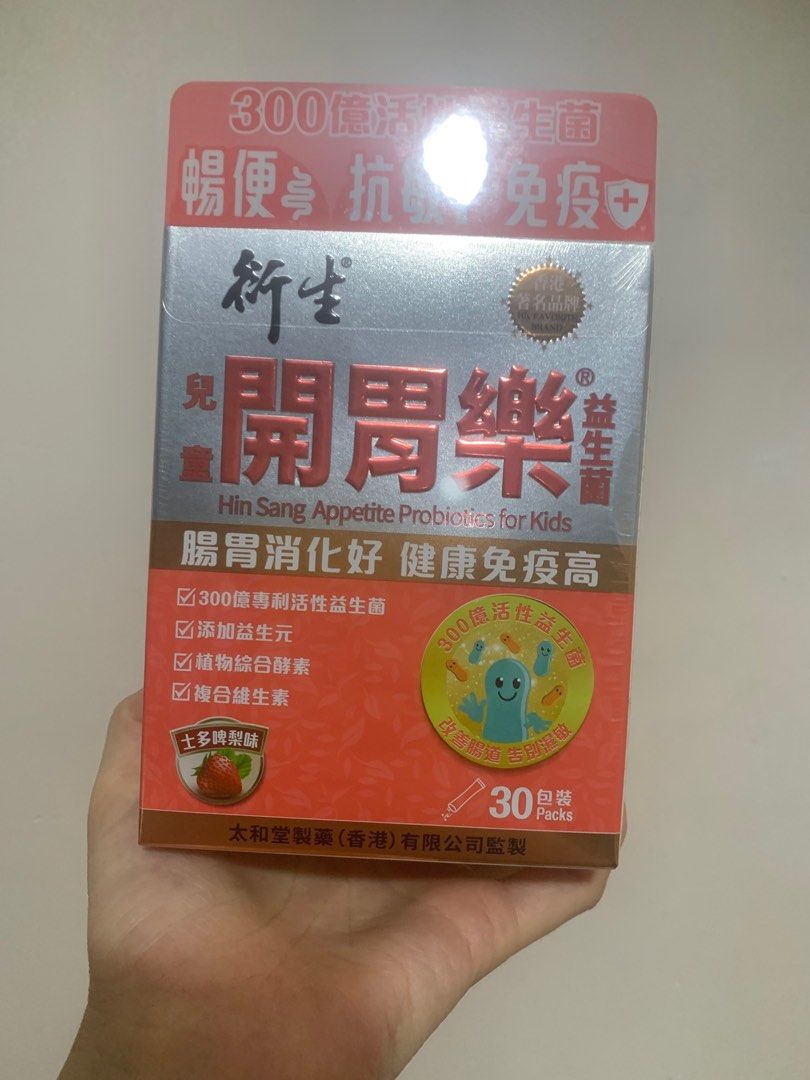 300億活性益生菌
暢便 抗敏 免疫
衍生®
香港
著名品牌
HK FAVORITE
BRAND
兒童 開胃樂® 益生菌
Hin Sang Appetite Probiotics for Kids
腸胃消化好 健康免疫高
☑300億專利活性益生菌
☑添加益生元
☑植物綜合酵素
☑複合維生素
300億活性益生菌
改善腸道 告別濕敏
士多啤梨味
30包裝
Packs
太和堂製藥(香港)有限公司監製